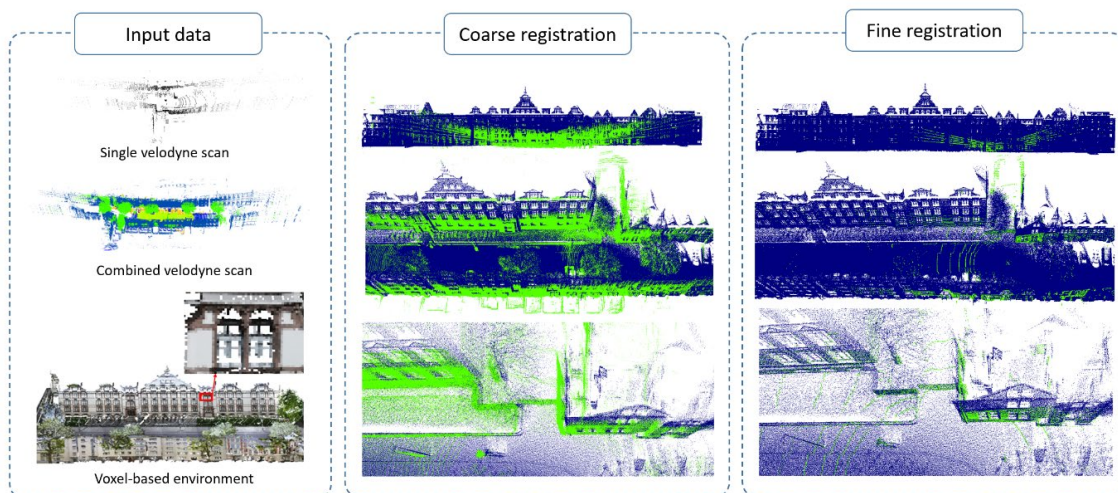 Input data
Coarse registration
Fine registration
Single velodyne scan
Combined velodyne scan
Voxel-based environment